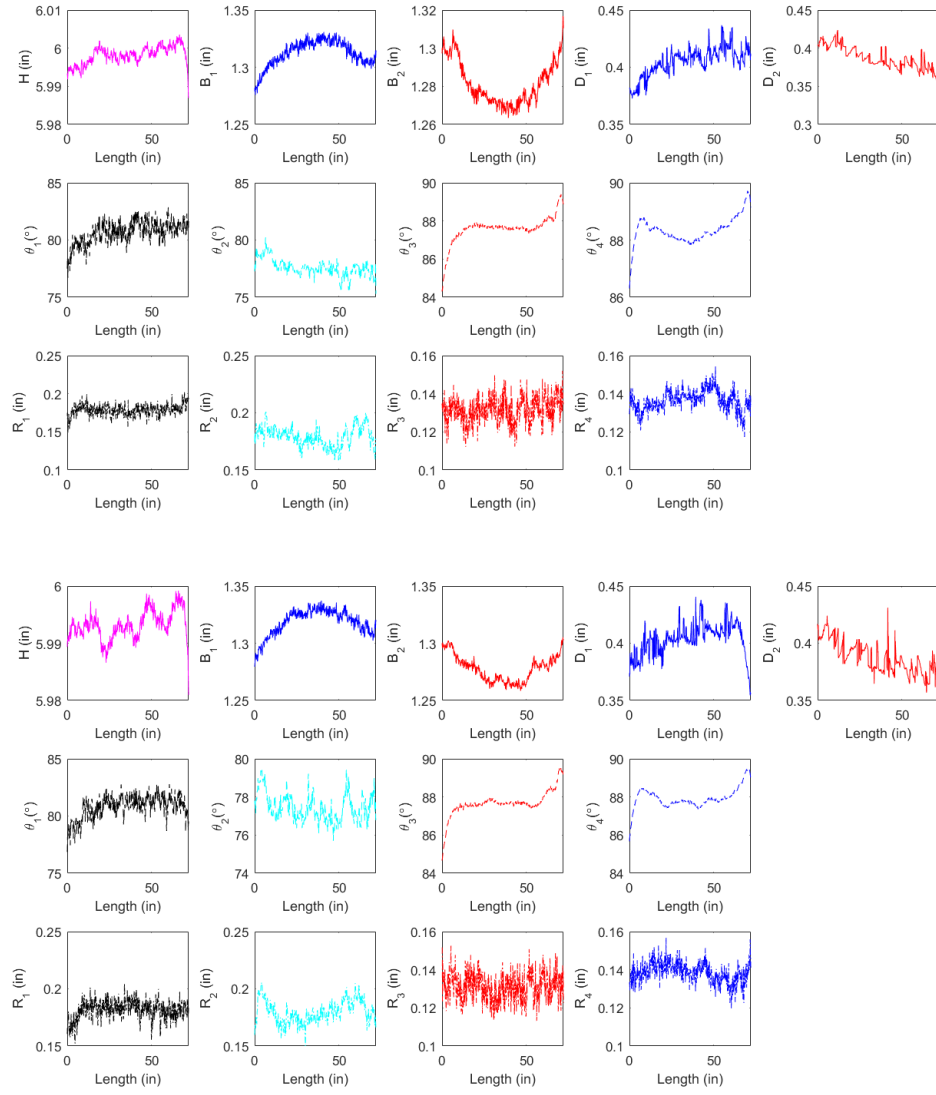 6.01 1.35 1.32 0.45 0.45
H (in) 6 B1 (in) 1.3 B2 (in) 1.3 D1 (in) 0.4 D2 (in) 0.4
5.99 1.28
5.98 1.25 1.26 0.35 0.3
0 50 0 50 0 50 0 50 0 50
Length (in) Length (in) Length (in) Length (in) Length (in)
85 85 90 90
θ1(°) 80 θ2(°) 80 θ3(°) 88 θ4(°) 88
86
75 75 84 86
0 50 0 50 0 50 0 50
Length (in) Length (in) Length (in) Length (in)
0.25 0.25 0.16 0.16
R1 (in) 0.2 R2 (in) 0.2 R3 (in) 0.14 R4 (in) 0.14
0.15 0.12 0.12
0.1 0.15 0.1 0.1
0 50 0 50 0 50 0 50
Length (in) Length (in) Length (in) Length (in)
6 1.35 1.35 0.45 0.45
H (in) 5.99 B1 (in) 1.3 B2 (in) 1.3 D1 (in) 0.4 D2 (in) 0.4
5.98 1.25 1.25 0.35 0.35
0 50 0 50 0 50 0 50 0 50
Length (in) Length (in) Length (in) Length (in) Length (in)
85 80 90 90
θ1(°) 80 θ2(°) 78 θ3(°) 88 θ4(°) 88
76 86 86
75 74 84 84
0 50 0 50 0 50 0 50
Length (in) Length (in) Length (in) Length (in)
0.25 0.25 0.16 0.16
R1 (in) 0.2 R2 (in) 0.2 R3 (in) 0.14 R4 (in) 0.14
0.12 0.12
0.15 0.15 0.1 0.1
0 50 0 50 0 50 0 50
Length (in) Length (in) Length (in) Length (in)